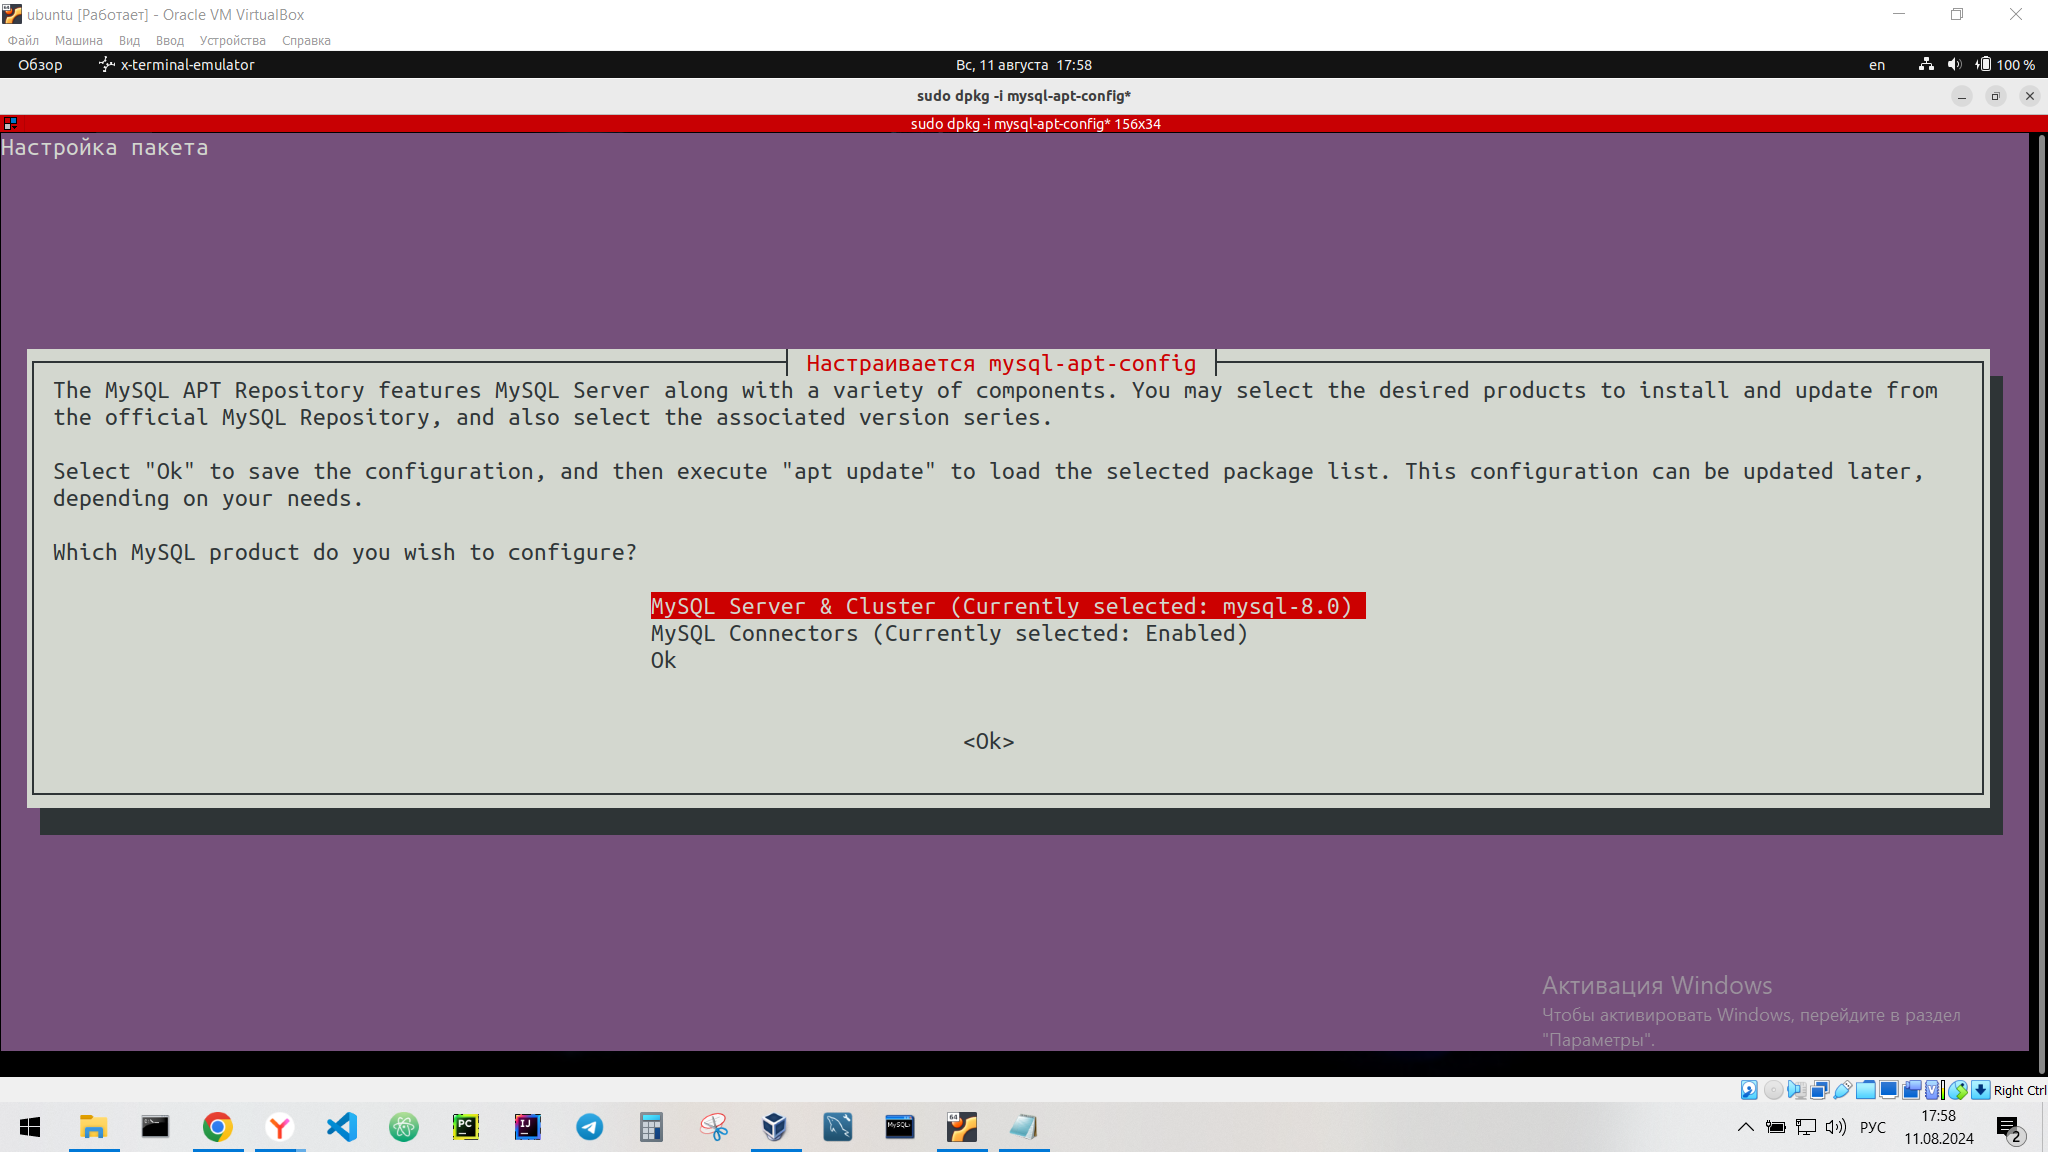 ubuntu [Работает] - Oracle VM VirtualBox
Файл Машина Вид Ввод Устройства Справка
Обзор x-terminal-emulator Вс, 11 августа 17:58 en 100 %
sudo dpkg -i mysql-apt-config*
sudo dpkg -i mysql-apt-config* 156x34
Настройка пакета
Настраивается mysql-apt-config
The MySQL APT Repository features MySQL Server along with a variety of components. You may select the desired products to install and update from
the official MySQL Repository, and also select the associated version series.
Select "Ok" to save the configuration, and then execute "apt update" to load the selected package list. This configuration can be updated later,
depending on your needs.
Which MySQL product do you wish to configure?
MySQL Server & Cluster (Currently selected: mysql-8.0)
MySQL Connectors (Currently selected: Enabled)
Ok
<Ok>
Активация Windows
Чтобы активировать Windows, перейдите в раздел
"Параметры".
Right Ctrl
РУС 17:58
11.08.2024
2